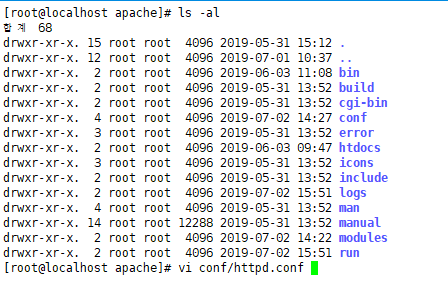 [root@localhost apache]# ls -al
합계 68
drwxr-xr-x. 15 root root  4096 2019-05-31 15:12 .
drwxr-xr-x. 12 root root  4096 2019-07-01 10:37 ..
drwxr-xr-x.  2 root root  4096 2019-06-03 11:08 bin
drwxr-xr-x.  2 root root  4096 2019-05-31 13:52 build
drwxr-xr-x.  2 root root  4096 2019-05-31 13:52 cgi-bin
drwxr-xr-x.  4 root root  4096 2019-07-02 14:27 conf
drwxr-xr-x.  3 root root  4096 2019-05-31 13:52 error
drwxr-xr-x.  2 root root  4096 2019-06-03 09:47 htdocs
drwxr-xr-x.  3 root root  4096 2019-05-31 13:52 icons
drwxr-xr-x.  2 root root  4096 2019-05-31 13:52 include
drwxr-xr-x.  2 root root  4096 2019-07-02 15:51 logs
drwxr-xr-x.  4 root root  4096 2019-05-31 13:52 man
drwxr-xr-x. 14 root root 12288 2019-05-31 13:52 manual
drwxr-xr-x.  2 root root  4096 2019-07-02 14:22 modules
drwxr-xr-x.  2 root root  4096 2019-07-02 15:51 run
[root@localhost apache]# vi conf/httpd.conf